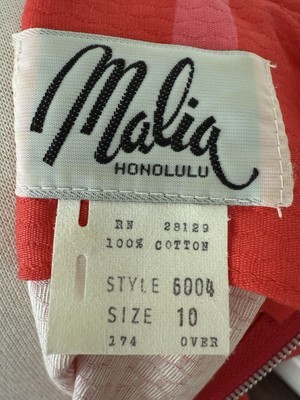 Malia
HONOLULU
RN 28129
100% COTTON
STYLE 6004
SIZE 10
174 OVER